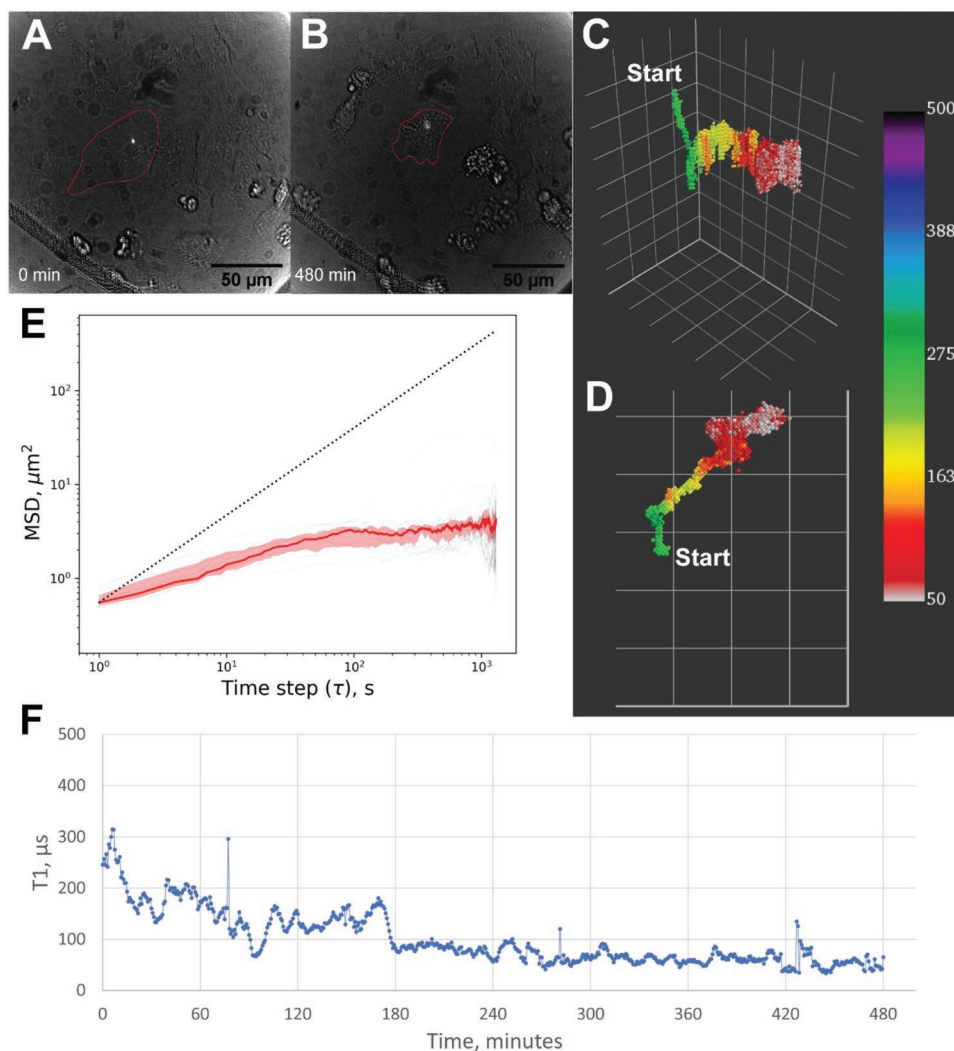 A
0 min
50 µm
B
480 min
50 µm
C
Start
500
388
275
163
50
D
Start
E
MSD, µm²
10²
10¹
10⁰
10⁰
10¹
10²
10³
Time step (τ), s
F
T1, µs
500
400
300
200
100
0
0
60
120
180
240
300
360
420
480
Time, minutes